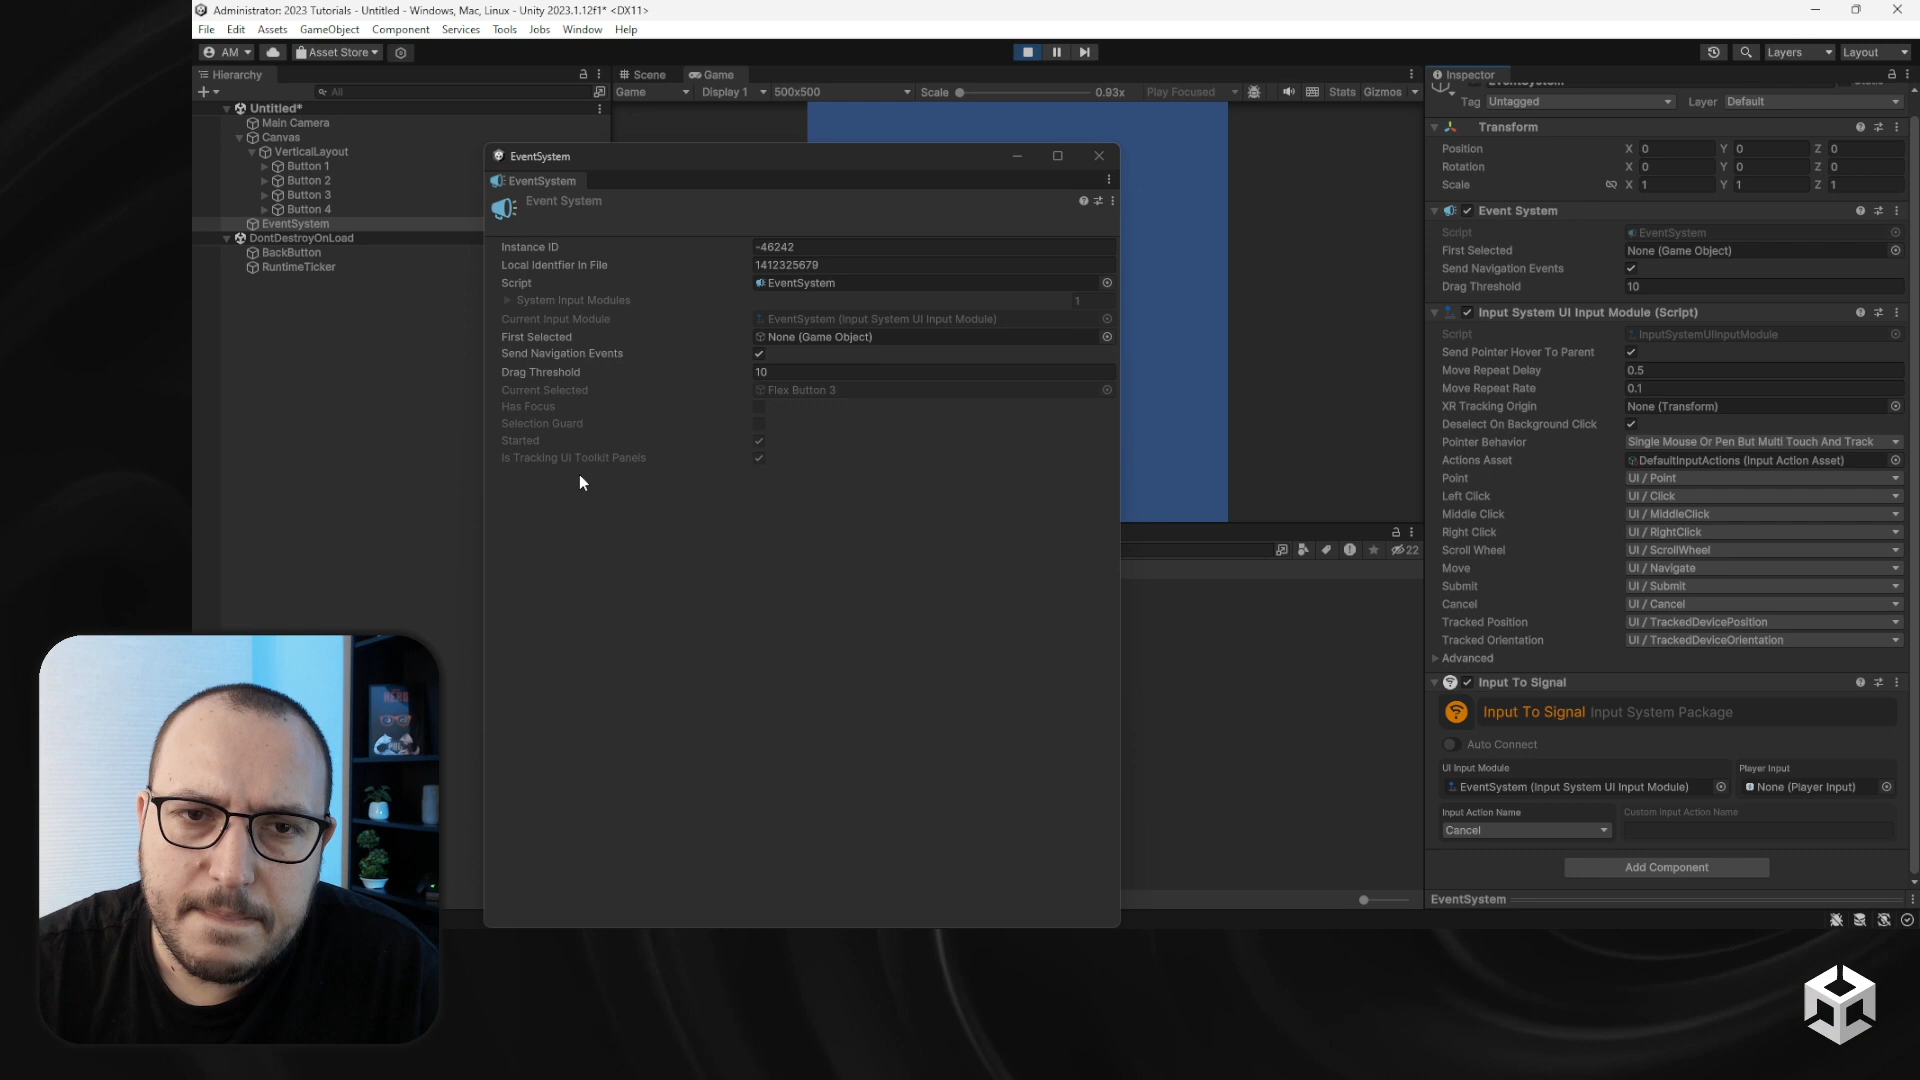 Administrator: 2023 Tutorials - Untitled - Windows, Mac, Linux - Unity 2023.1.12f1* <DX11>
File Edit Assets GameObject Component Services Tools Jobs Window Help
AM Asset Store Layers Layout
Hierarchy
All
Untitled*
Main Camera
Canvas
VerticalLayout
Button 1
Button 2
Button 3
Button 4
EventSystem
DontDestroyOnLoad
BackButton
RuntimeTicker
Scene Game
Game Display 1 500x500 Scale 0.93x Play Focused Stats Gizmos
EventSystem
EventSystem
Event System
Instance ID -46242
Local Identfier In File 1412325679
Script EventSystem
System Input Modules 1
Current Input Module EventSystem (Input System UI Input Module)
First Selected None (Game Object)
Send Navigation Events
Drag Threshold 10
Current Selected Flex Button 3
Has Focus
Selection Guard
Started
Is Tracking UI Toolkit Panels
22
Inspector
Tag Untagged Layer Default
Transform
Position X 0 Y 0 Z 0
Rotation X 0 Y 0 Z 0
Scale X 1 Y 1 Z 1
Event System
Script EventSystem
First Selected None (Game Object)
Send Navigation Events
Drag Threshold 10
Input System UI Input Module (Script)
Script InputSystemUIInputModule
Send Pointer Hover To Parent
Move Repeat Delay 0.5
Move Repeat Rate 0.1
XR Tracking Origin None (Transform)
Deselect On Background Click
Pointer Behavior Single Mouse Or Pen But Multi Touch And Track
Actions Asset DefaultInputActions (Input Action Asset)
Point UI / Point
Left Click UI / Click
Middle Click UI / MiddleClick
Right Click UI / RightClick
Scroll Wheel UI / ScrollWheel
Move UI / Navigate
Submit UI / Submit
Cancel UI / Cancel
Tracked Position UI / TrackedDevicePosition
Tracked Orientation UI / TrackedDeviceOrientation
Advanced
Input To Signal
Input To Signal Input System Package
Auto Connect
UI Input Module Player Input
EventSystem (Input System UI Input Module) None (Player Input)
Input Action Name Custom Input Action Name
Cancel
Add Component
EventSystem